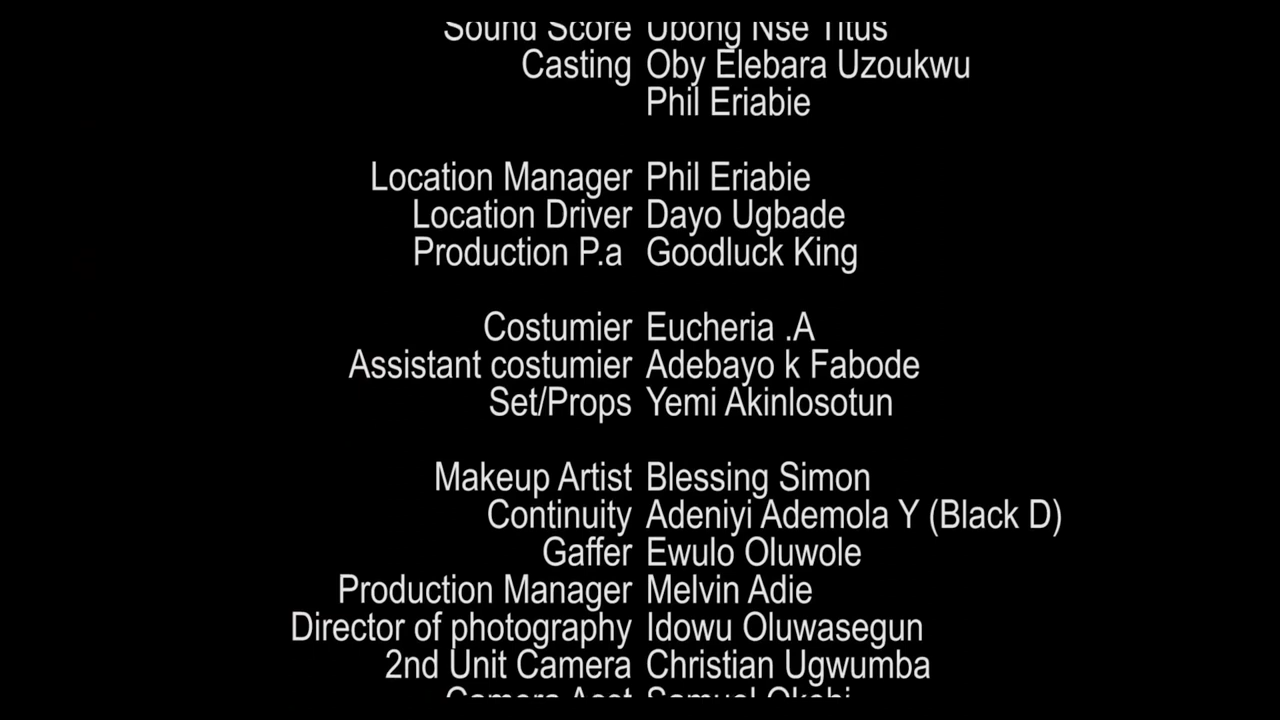 Sound Score Ubong Nse Titus
Casting Oby Elebara Uzoukwu
Phil Eriabie
Location Manager Phil Eriabie
Location Driver Dayo Ugbade
Production P.a Goodluck King
Costumier Eucheria .A
Assistant costumier Adebayo k Fabode
Set/Props Yemi Akinlosotun
Makeup Artist Blessing Simon
Continuity Adeniyi Ademola Y (Black D)
Gaffer Ewulo Oluwole
Production Manager Melvin Adie
Director of photography Idowu Oluwasegun
2nd Unit Camera Christian Ugwumba
Camera Asst Samuel